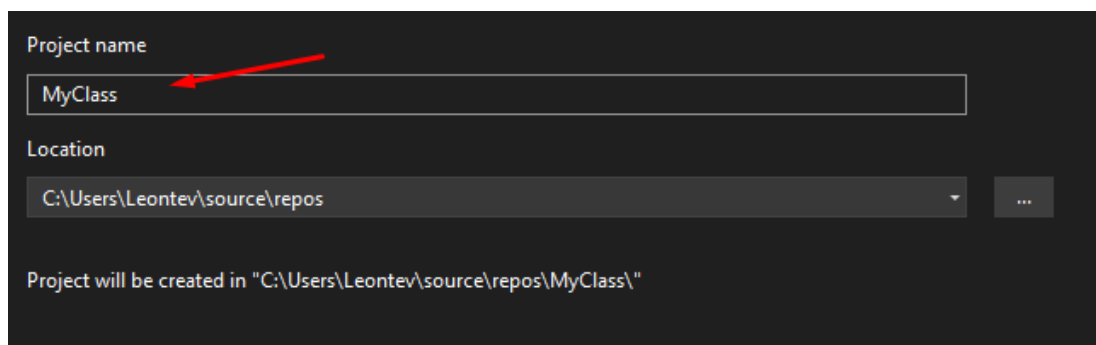 Project name
MyClass
Location
C:\Users\Leontev\source\repos
...
Project will be created in "C:\Users\Leontev\source\repos\MyClass\"